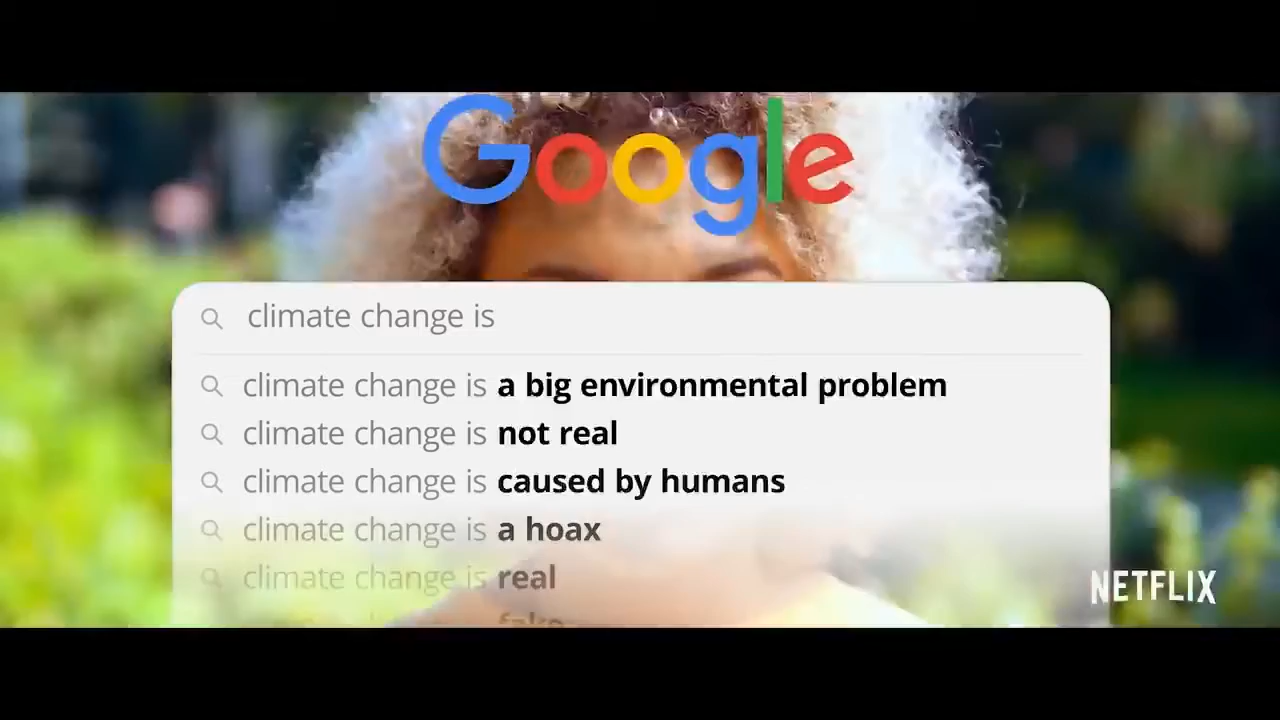 Google
climate change is
climate change is a big environmental problem
climate change is not real
climate change is caused by humans
climate change is a hoax
climate change is real
fake
NETFLIX